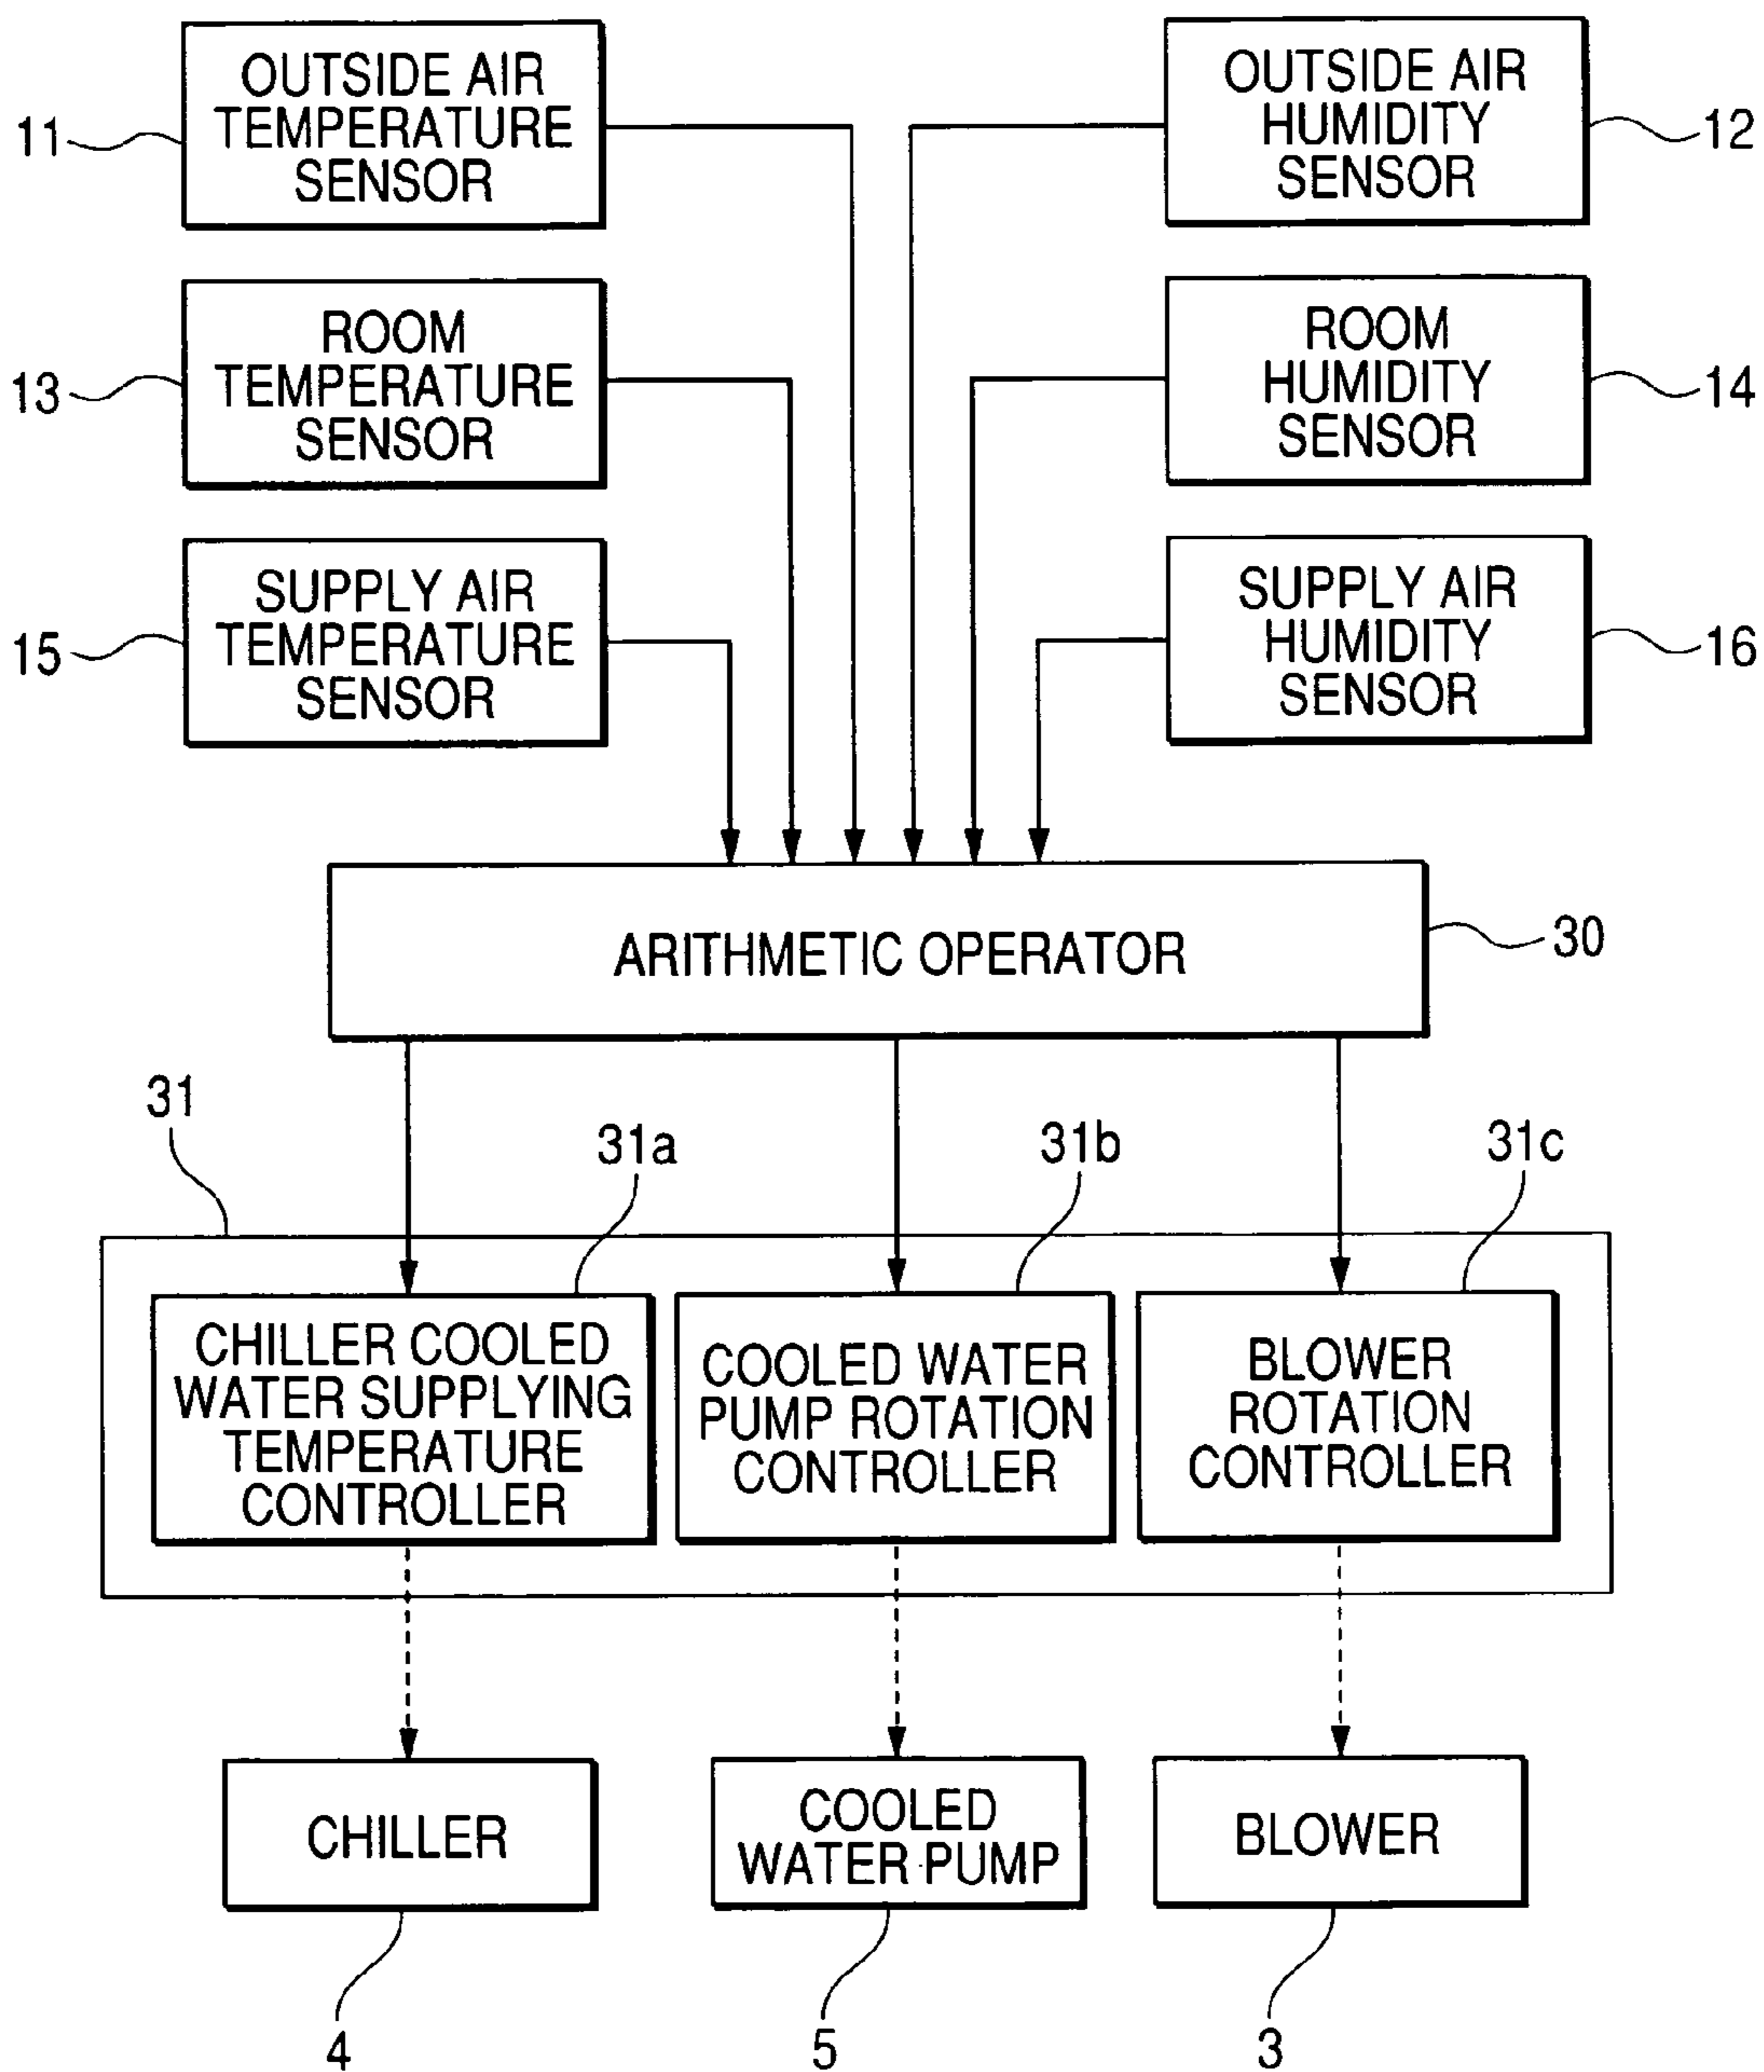 OUTSIDE AIR
TEMPERATURE
SENSOR
11
OUTSIDE AIR
HUMIDITY
SENSOR
12
ROOM
TEMPERATURE
SENSOR
13
ROOM
HUMIDITY
SENSOR
14
SUPPLY AIR
TEMPERATURE
SENSOR
15
SUPPLY AIR
HUMIDITY
SENSOR
16
ARITHMETIC OPERATOR
30
31
31a
31b
31c
CHILLER COOLED
WATER SUPPLYING
TEMPERATURE
CONTROLLER
COOLED WATER
PUMP ROTATION
CONTROLLER
BLOWER
ROTATION
CONTROLLER
CHILLER
COOLED
WATER PUMP
BLOWER
4
5
3